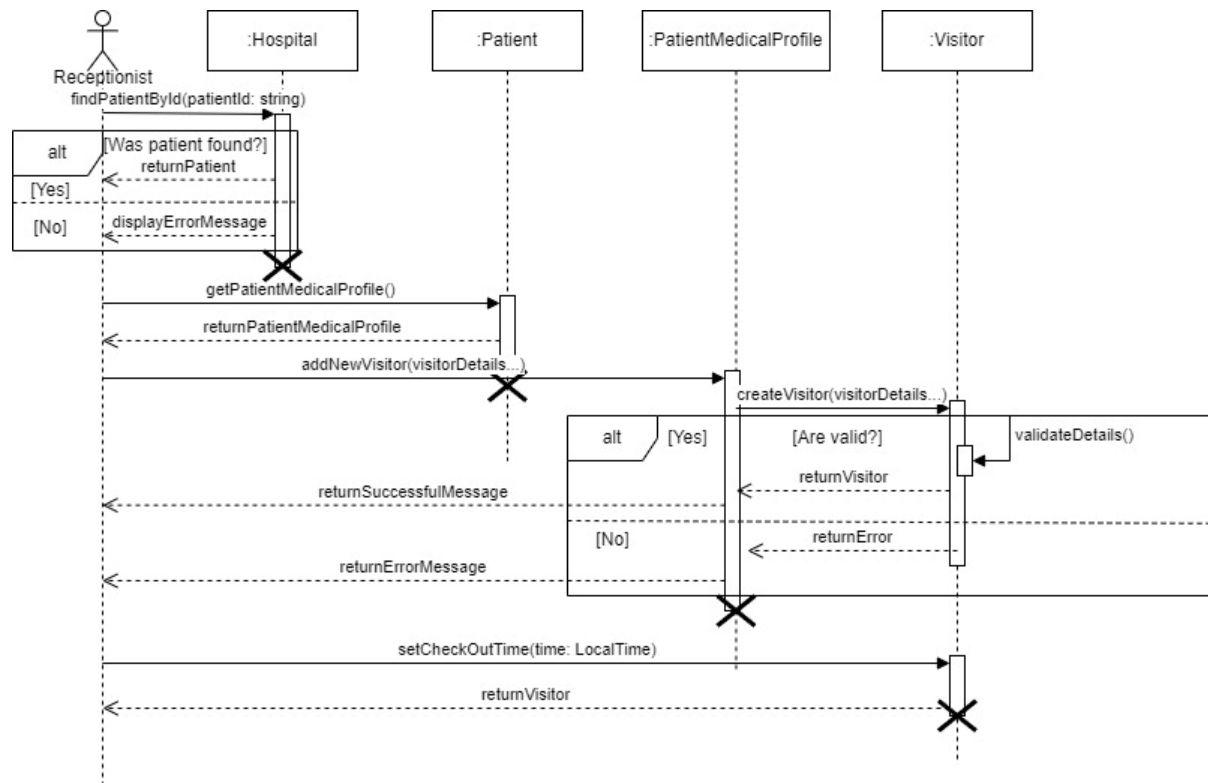 :Hospital
:Patient
:PatientMedicalProfile
:Visitor
Receptionist
findPatientById(patientId: string)
alt
[Was patient found?]
returnPatient
[Yes]
[No]
displayErrorMessage
getPatientMedicalProfile()
returnPatientMedicalProfile
addNewVisitor(visitorDetails...)
createVisitor(visitorDetails...)
alt
[Yes]
[Are valid?]
validateDetails()
returnVisitor
returnSuccessfulMessage
[No]
returnError
returnErrorMessage
setCheckOutTime(time: LocalTime)
returnVisitor